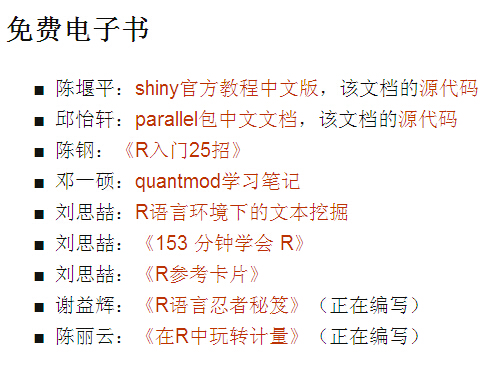 免费电子书
陈堰平：shiny官方教程中文版，该文档的源代码
邱怡轩：parallel包中文文档，该文档的源代码
陈钢：《R入门25招》
邓一硕：quantmod学习笔记
刘思喆：R语言环境下的文本挖掘
刘思喆：《153 分钟学会 R》
刘思喆：《R参考卡片》
谢益辉：《R语言忍者秘笈》（正在编写）
陈丽云：《在R中玩转计量》（正在编写）